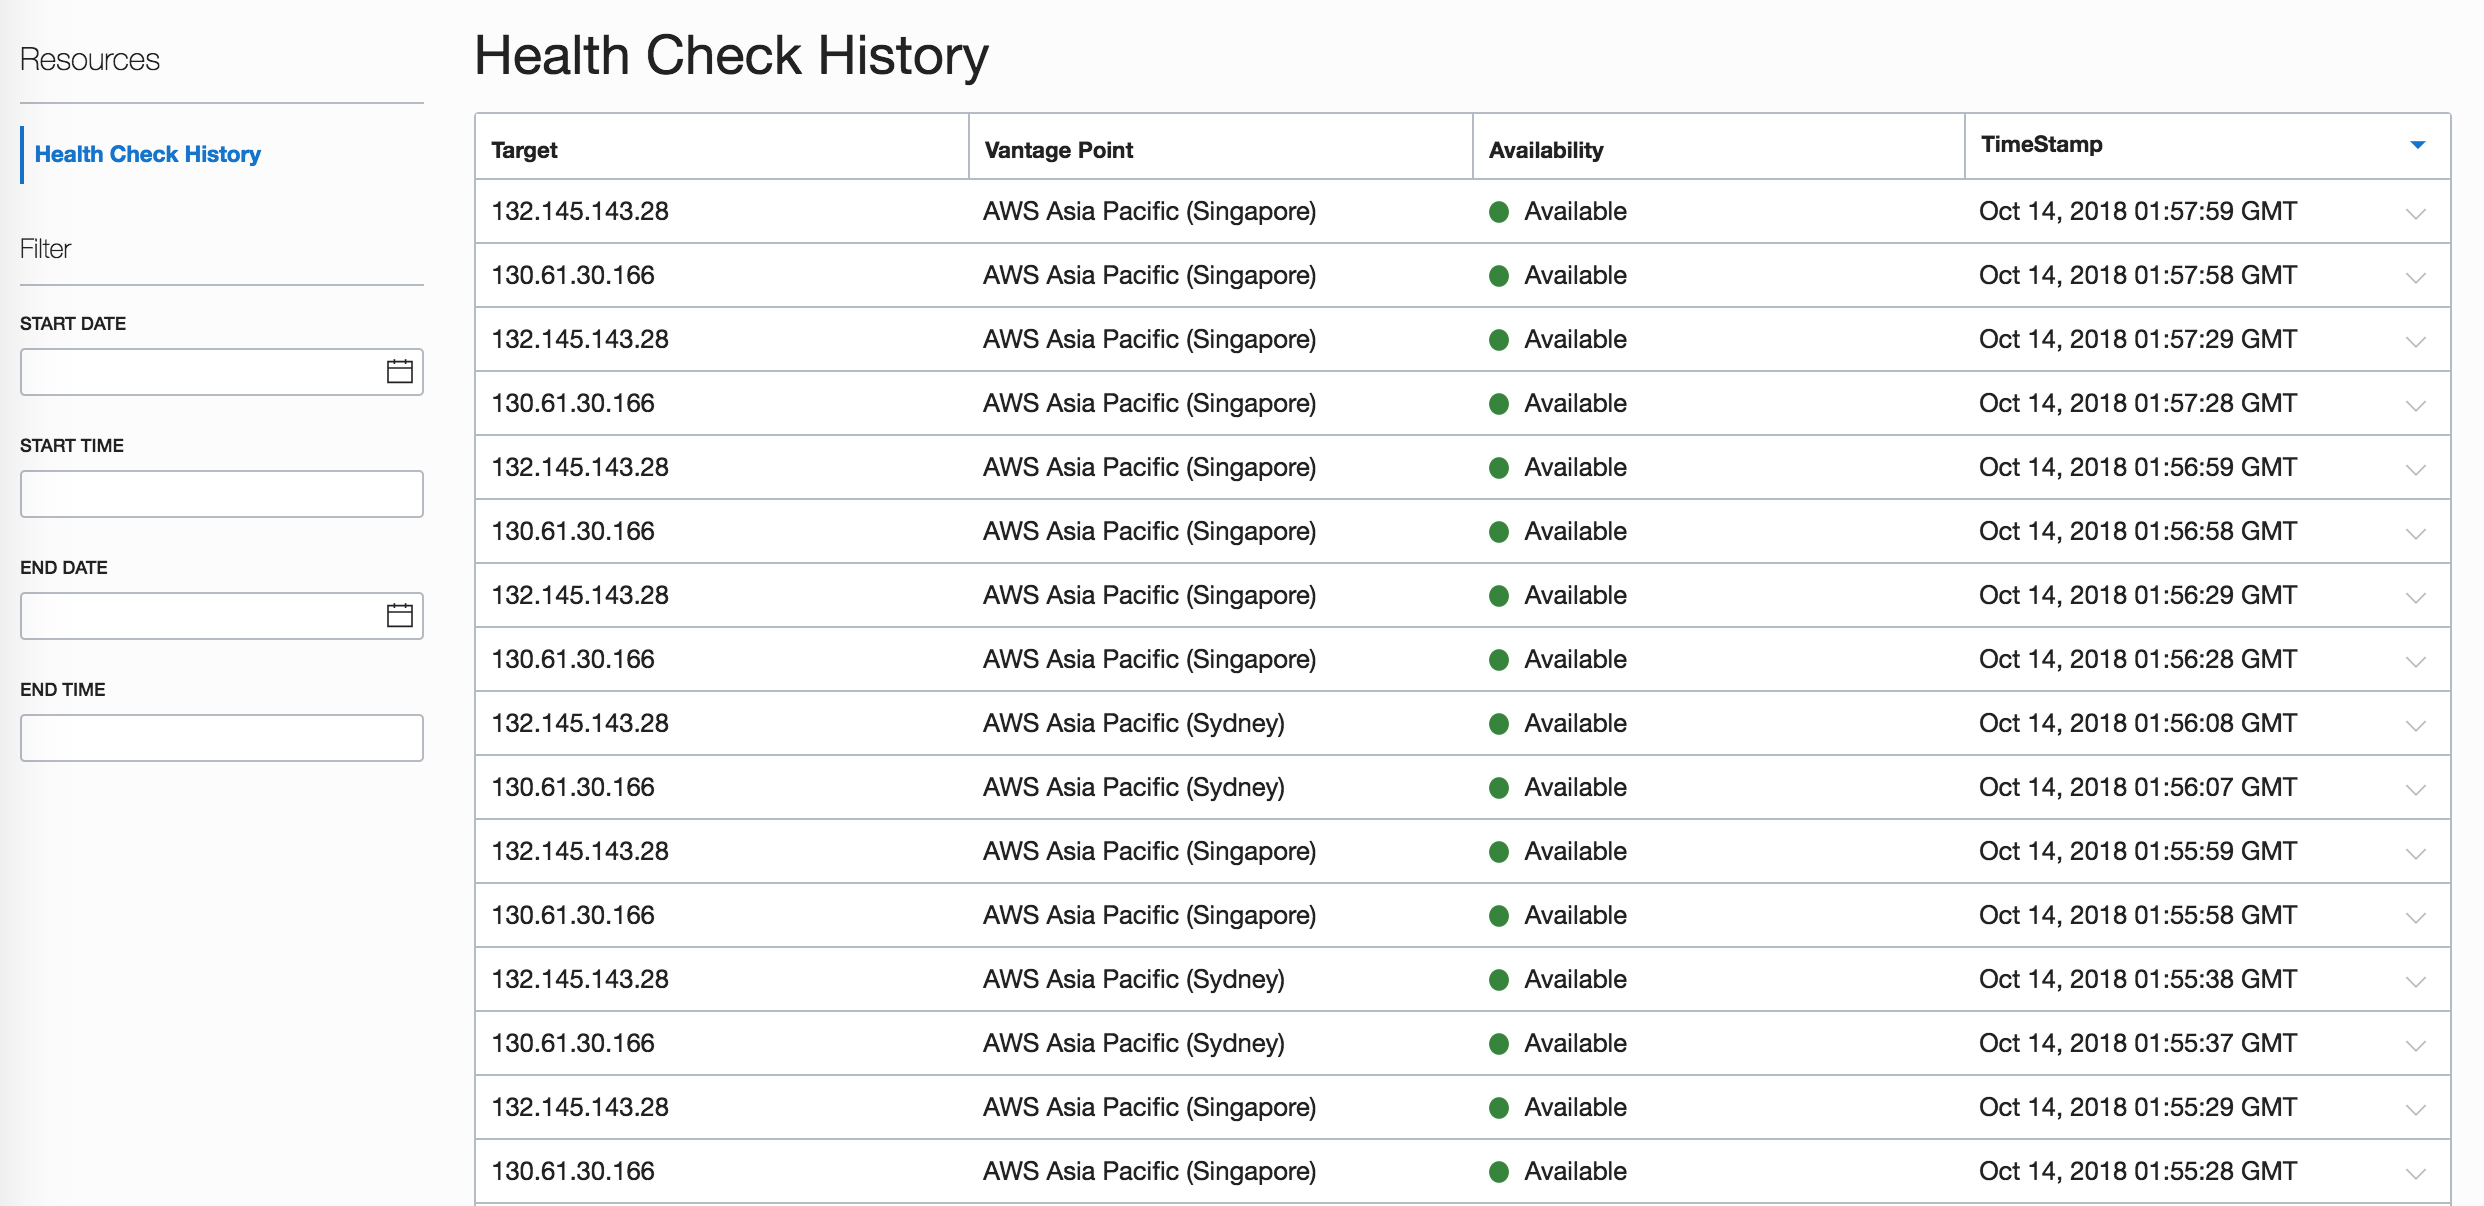 Resources
Health Check History
Filter
START DATE
START TIME
END DATE
END TIME
Health Check History
Target Vantage Point Availability TimeStamp
132.145.143.28 AWS Asia Pacific (Singapore) Available Oct 14, 2018 01:57:59 GMT
130.61.30.166 AWS Asia Pacific (Singapore) Available Oct 14, 2018 01:57:58 GMT
132.145.143.28 AWS Asia Pacific (Singapore) Available Oct 14, 2018 01:57:29 GMT
130.61.30.166 AWS Asia Pacific (Singapore) Available Oct 14, 2018 01:57:28 GMT
132.145.143.28 AWS Asia Pacific (Singapore) Available Oct 14, 2018 01:56:59 GMT
130.61.30.166 AWS Asia Pacific (Singapore) Available Oct 14, 2018 01:56:58 GMT
132.145.143.28 AWS Asia Pacific (Singapore) Available Oct 14, 2018 01:56:29 GMT
130.61.30.166 AWS Asia Pacific (Singapore) Available Oct 14, 2018 01:56:28 GMT
132.145.143.28 AWS Asia Pacific (Sydney) Available Oct 14, 2018 01:56:08 GMT
130.61.30.166 AWS Asia Pacific (Sydney) Available Oct 14, 2018 01:56:07 GMT
132.145.143.28 AWS Asia Pacific (Singapore) Available Oct 14, 2018 01:55:59 GMT
130.61.30.166 AWS Asia Pacific (Singapore) Available Oct 14, 2018 01:55:58 GMT
132.145.143.28 AWS Asia Pacific (Sydney) Available Oct 14, 2018 01:55:38 GMT
130.61.30.166 AWS Asia Pacific (Sydney) Available Oct 14, 2018 01:55:37 GMT
132.145.143.28 AWS Asia Pacific (Singapore) Available Oct 14, 2018 01:55:29 GMT
130.61.30.166 AWS Asia Pacific (Singapore) Available Oct 14, 2018 01:55:28 GMT